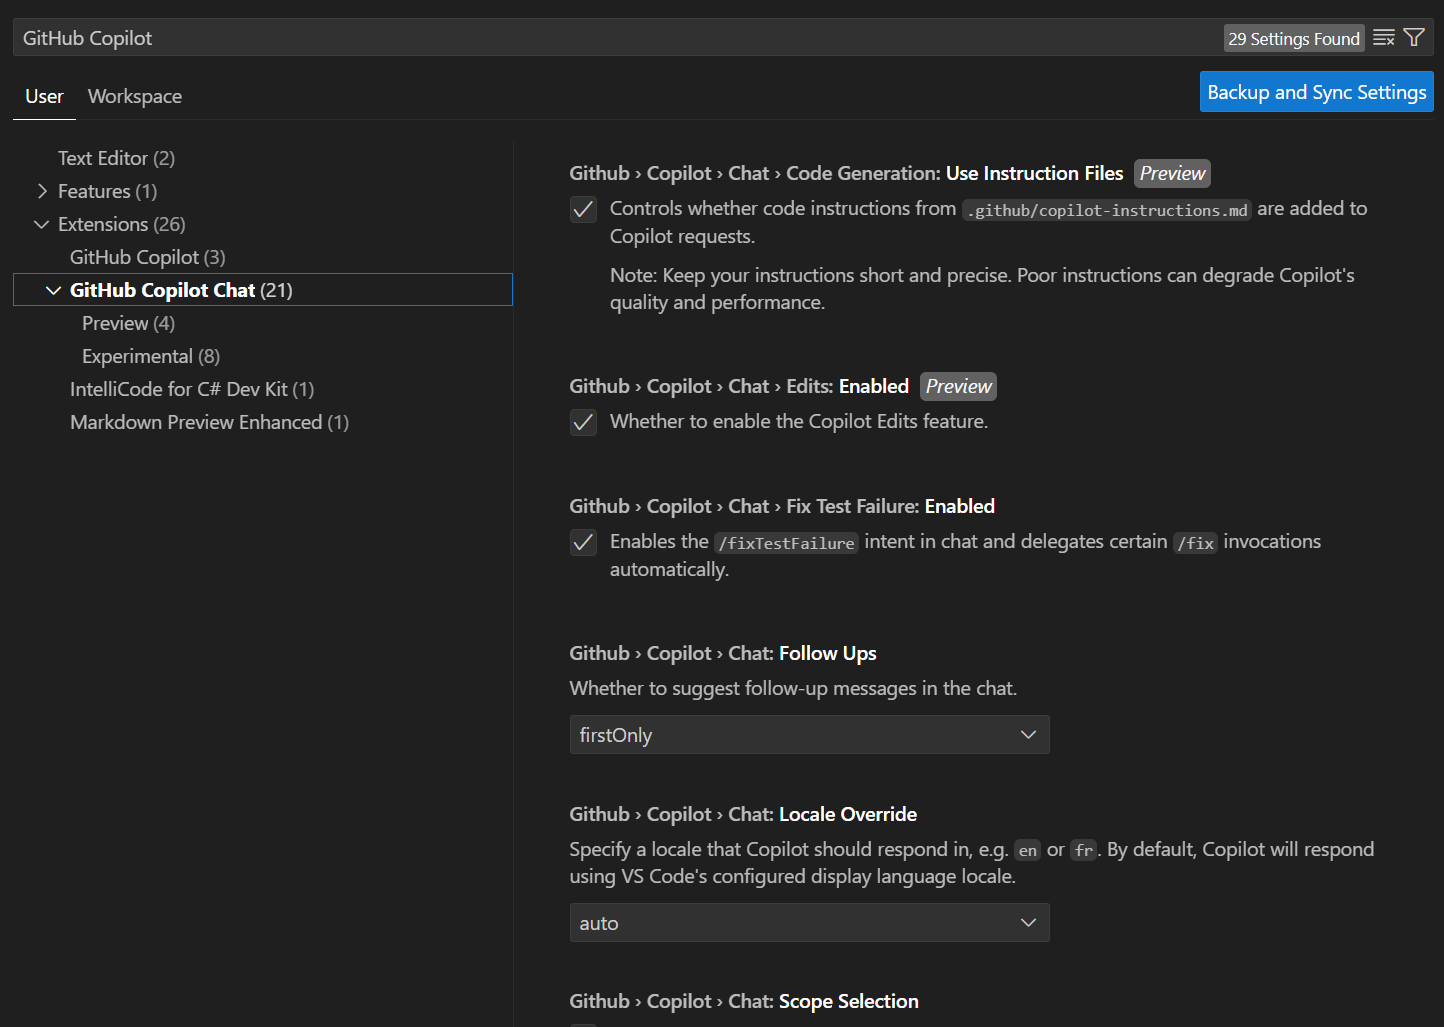 GitHub Copilot
29 Settings Found
User Workspace
Backup and Sync Settings
Text Editor (2)
Features (1)
Extensions (26)
GitHub Copilot (3)
GitHub Copilot Chat (21)
Preview (4)
Experimental (8)
IntelliCode for C# Dev Kit (1)
Markdown Preview Enhanced (1)
Github › Copilot › Chat › Code Generation: Use Instruction Files Preview
Controls whether code instructions from .github/copilot-instructions.md are added to
Copilot requests.
Note: Keep your instructions short and precise. Poor instructions can degrade Copilot's
quality and performance.
Github › Copilot › Chat › Edits: Enabled Preview
Whether to enable the Copilot Edits feature.
Github › Copilot › Chat › Fix Test Failure: Enabled
Enables the /fixTestFailure intent in chat and delegates certain /fix invocations
automatically.
Github › Copilot › Chat: Follow Ups
Whether to suggest follow-up messages in the chat.
firstOnly
Github › Copilot › Chat: Locale Override
Specify a locale that Copilot should respond in, e.g. en or fr. By default, Copilot will respond
using VS Code's configured display language locale.
auto
Github › Copilot › Chat: Scope Selection